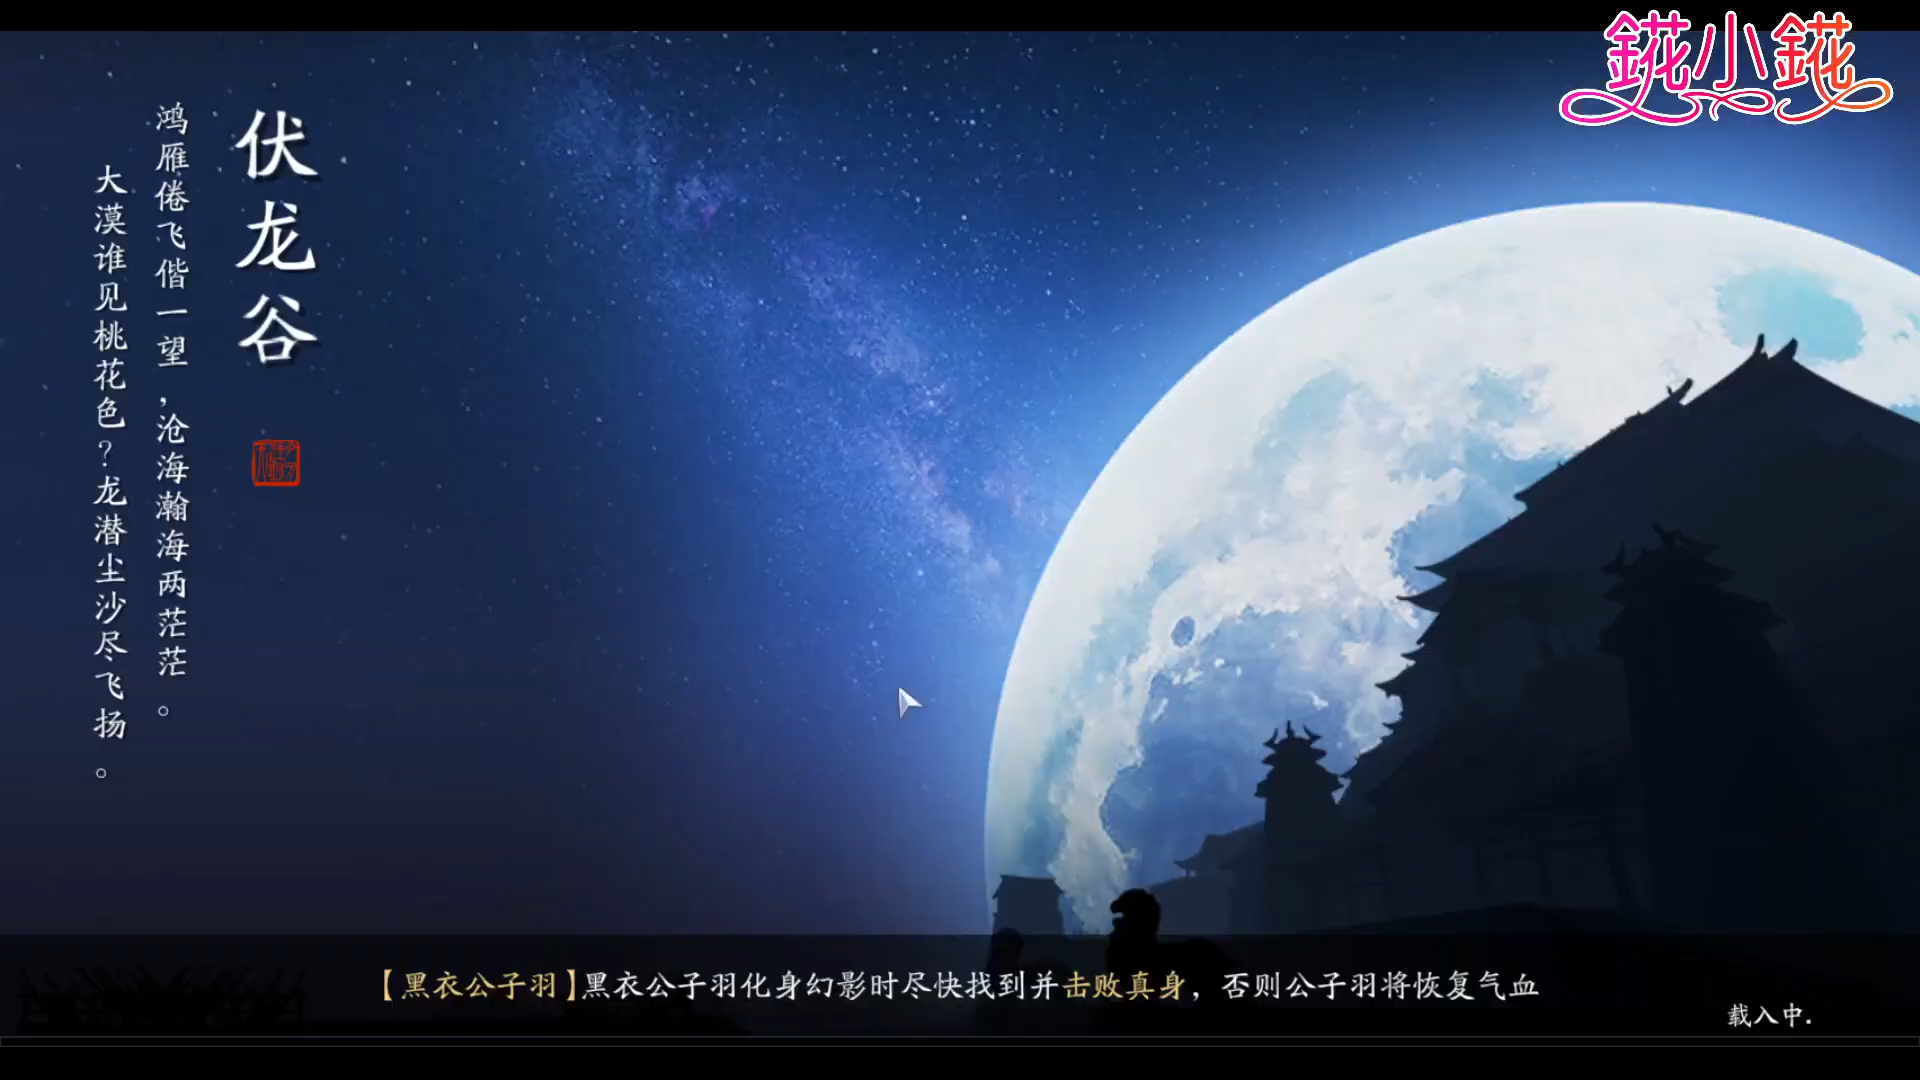 錵小錵
伏龙谷
鸿雁倦飞偕一望，沧海瀚海两茫茫。
大漠谁见桃花色？龙潜尘沙尽飞扬。
【黑衣公子羽】黑衣公子羽化身幻影时尽快找到并击败真身，否则公子羽将恢复气血
载入中.